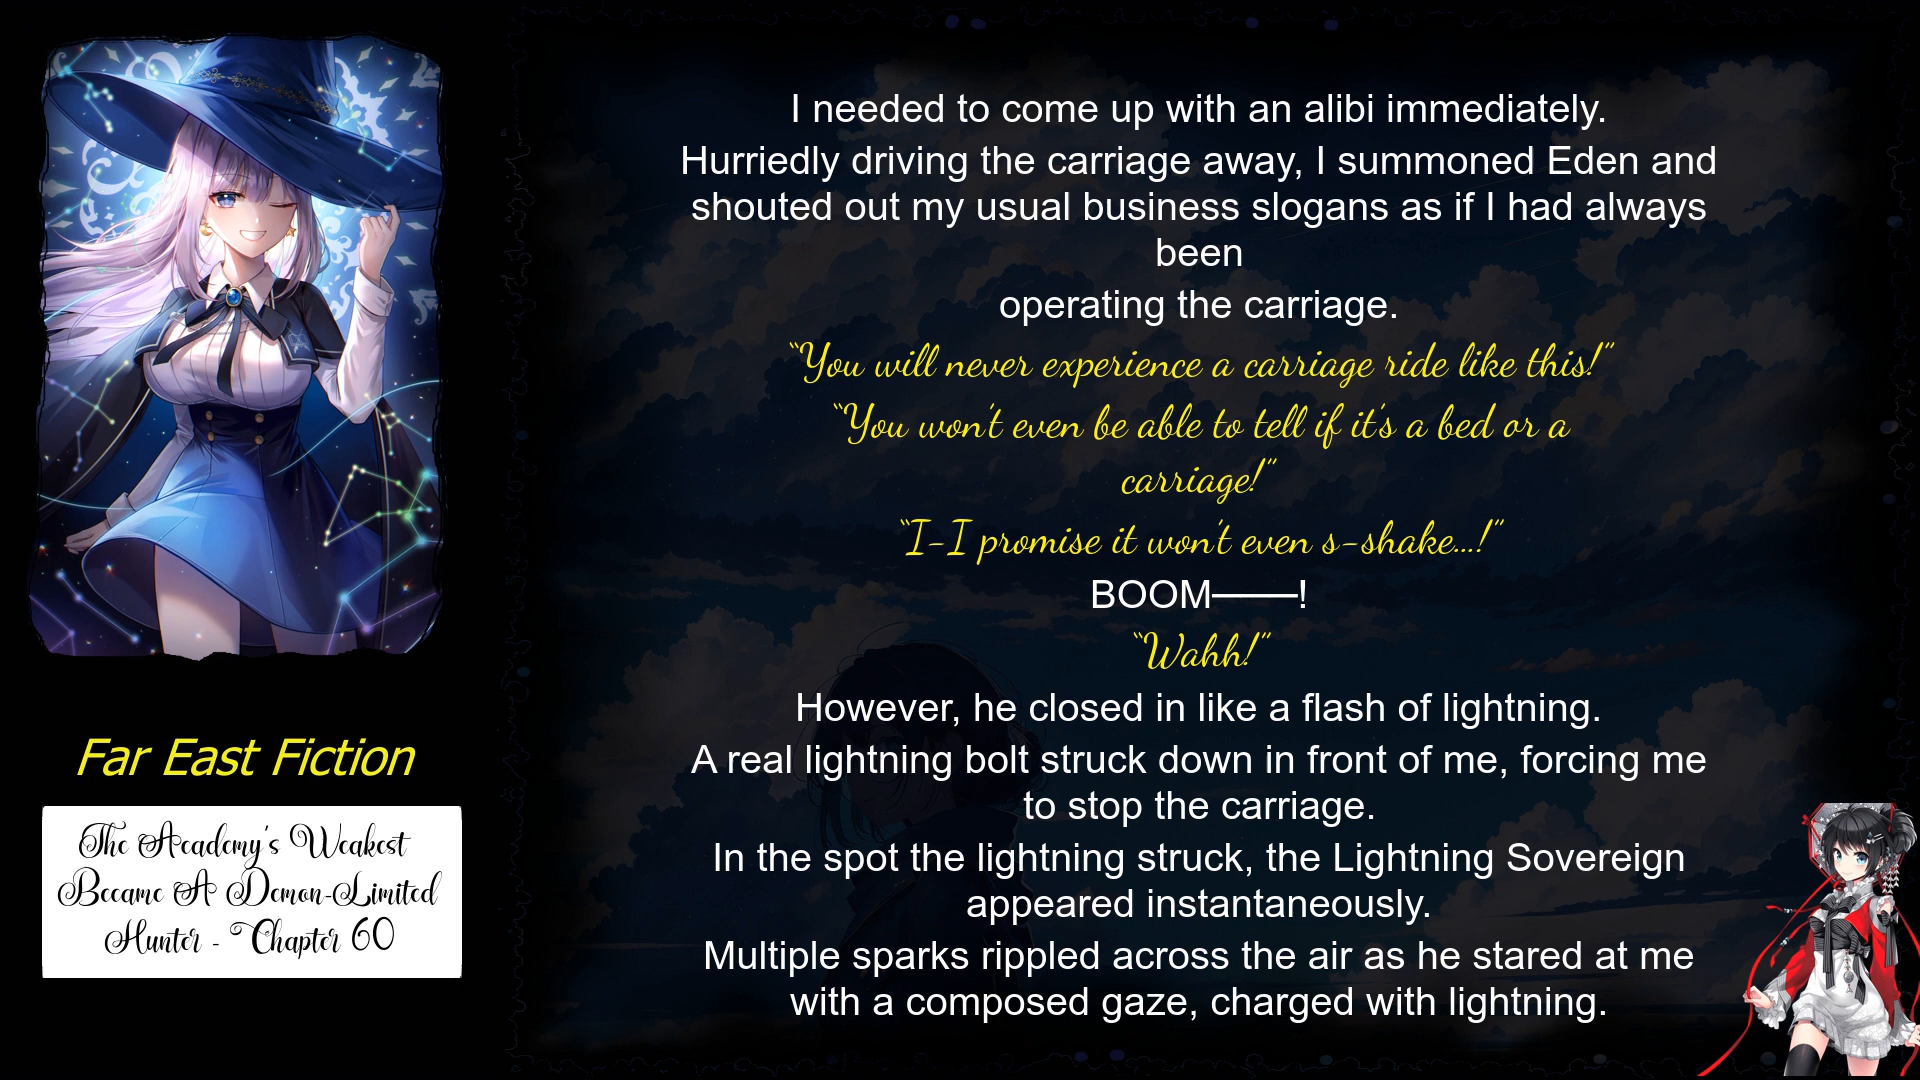 I needed to come up with an alibi immediately.
Hurriedly driving the carriage away, I summoned Eden and
shouted out my usual business slogans as if I had always
been
operating the carriage.
“You will never experience a carriage ride like this!”
“You won’t even be able to tell if it’s a bed or a
carriage!”
“I-I promise it won’t even s-shake…!”
BOOM——!
“Wahh!”
However, he closed in like a flash of lightning.
A real lightning bolt struck down in front of me, forcing me
to stop the carriage.
In the spot the lightning struck, the Lightning Sovereign
appeared instantaneously.
Multiple sparks rippled across the air as he stared at me
with a composed gaze, charged with lightning.
Far East Fiction
The Academy's Weakest
Became A Demon-Limited
Hunter - Chapter 60